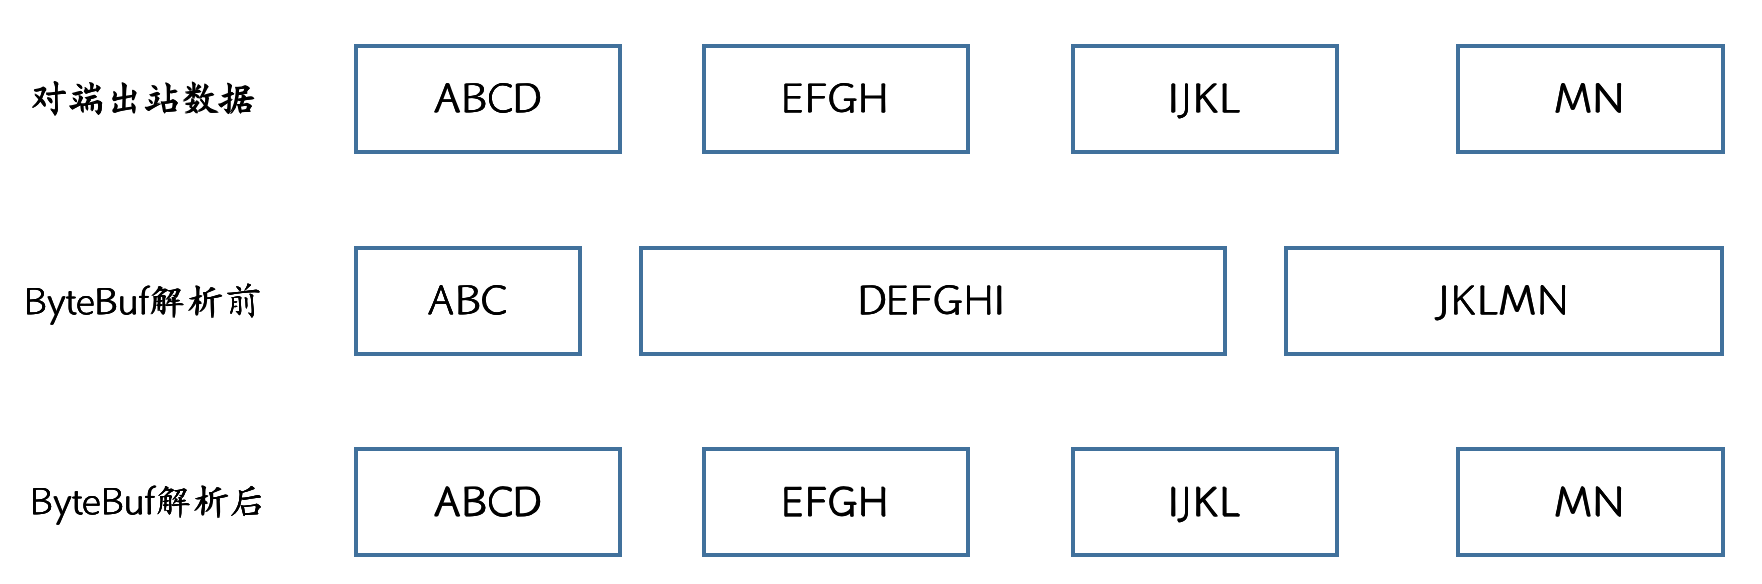 对端出站数据 ABCD EFGH IJKL MN
ByteBuf解析前 ABC DEFGHI JKLMN
ByteBuf解析后 ABCD EFGH IJKL MN